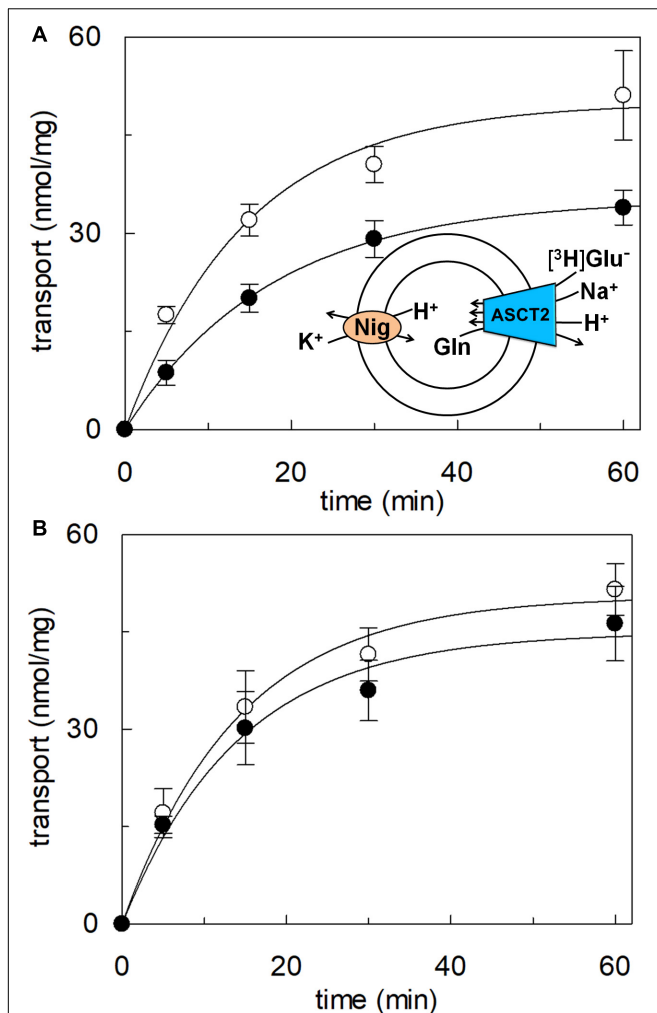 A
60
30
0
transport (nmol/mg)
[³H]Glu⁻
Na⁺
H⁺
ASCT2
H⁺
Nig
K⁺
Gln
0 20 40 60
time (min)
B
60
30
0
transport (nmol/mg)
0 20 40 60
time (min)